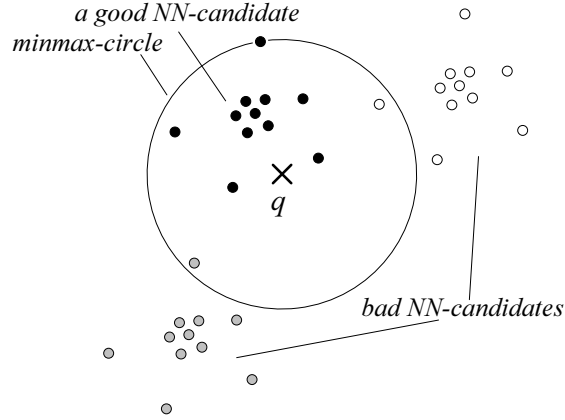 a good NN-candidate
minmax-circle
q
bad NN-candidates